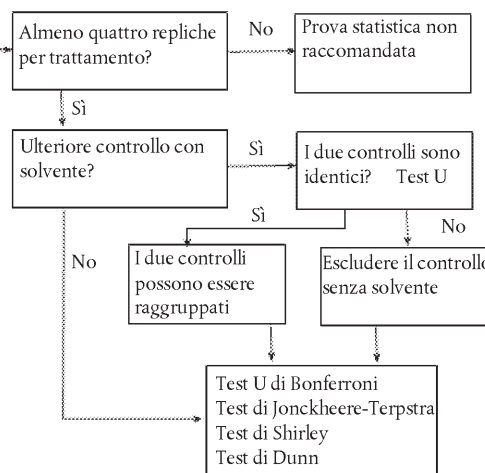 Almeno quattro repliche
per trattamento?
No
Prova statistica non
raccomandata
Sì
Ulteriore controllo con
solvente?
Sì
I due controlli sono
identici? Test U
Sì
No
No
I due controlli
possono essere
raggruppati
Escludere il controllo
senza solvente
Test U di Bonferroni
Test di Jonckheere-Terpstra
Test di Shirley
Test di Dunn